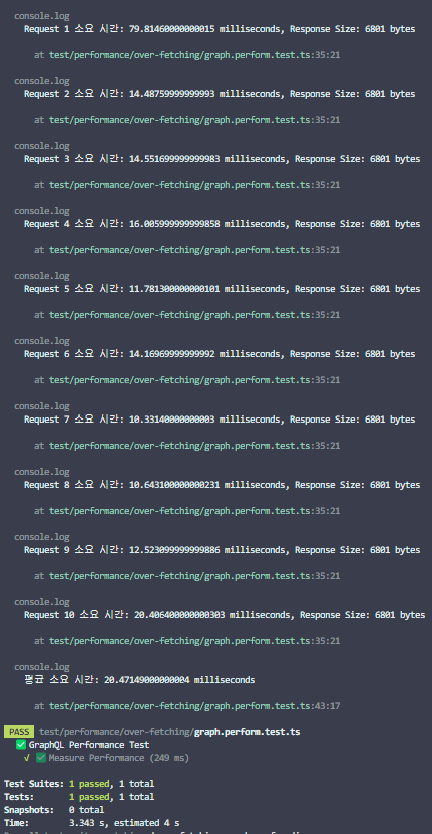 console.log
Request 1 소요 시간: 79.81460000000015 milliseconds, Response Size: 6801 bytes
at test/performance/over-fetching/graph.perform.test.ts:35:21
console.log
Request 2 소요 시간: 14.48759999999993 milliseconds, Response Size: 6801 bytes
at test/performance/over-fetching/graph.perform.test.ts:35:21
console.log
Request 3 소요 시간: 14.551699999999983 milliseconds, Response Size: 6801 bytes
at test/performance/over-fetching/graph.perform.test.ts:35:21
console.log
Request 4 소요 시간: 16.005999999999858 milliseconds, Response Size: 6801 bytes
at test/performance/over-fetching/graph.perform.test.ts:35:21
console.log
Request 5 소요 시간: 11.781300000000101 milliseconds, Response Size: 6801 bytes
at test/performance/over-fetching/graph.perform.test.ts:35:21
console.log
Request 6 소요 시간: 14.16969999999992 milliseconds, Response Size: 6801 bytes
at test/performance/over-fetching/graph.perform.test.ts:35:21
console.log
Request 7 소요 시간: 10.33140000000003 milliseconds, Response Size: 6801 bytes
at test/performance/over-fetching/graph.perform.test.ts:35:21
console.log
Request 8 소요 시간: 10.643100000000231 milliseconds, Response Size: 6801 bytes
at test/performance/over-fetching/graph.perform.test.ts:35:21
console.log
Request 9 소요 시간: 12.523099999999886 milliseconds, Response Size: 6801 bytes
at test/performance/over-fetching/graph.perform.test.ts:35:21
console.log
Request 10 소요 시간: 20.406400000000303 milliseconds, Response Size: 6801 bytes
at test/performance/over-fetching/graph.perform.test.ts:35:21
console.log
평균 소요 시간: 20.47149000000004 milliseconds
at test/performance/over-fetching/graph.perform.test.ts:43:17
PASS test/performance/over-fetching/graph.perform.test.ts
✅ GraphQL Performance Test
√ ✅ Measure Performance (249 ms)
Test Suites: 1 passed, 1 total
Tests: 1 passed, 1 total
Snapshots: 0 total
Time: 3.343 s, estimated 4 s